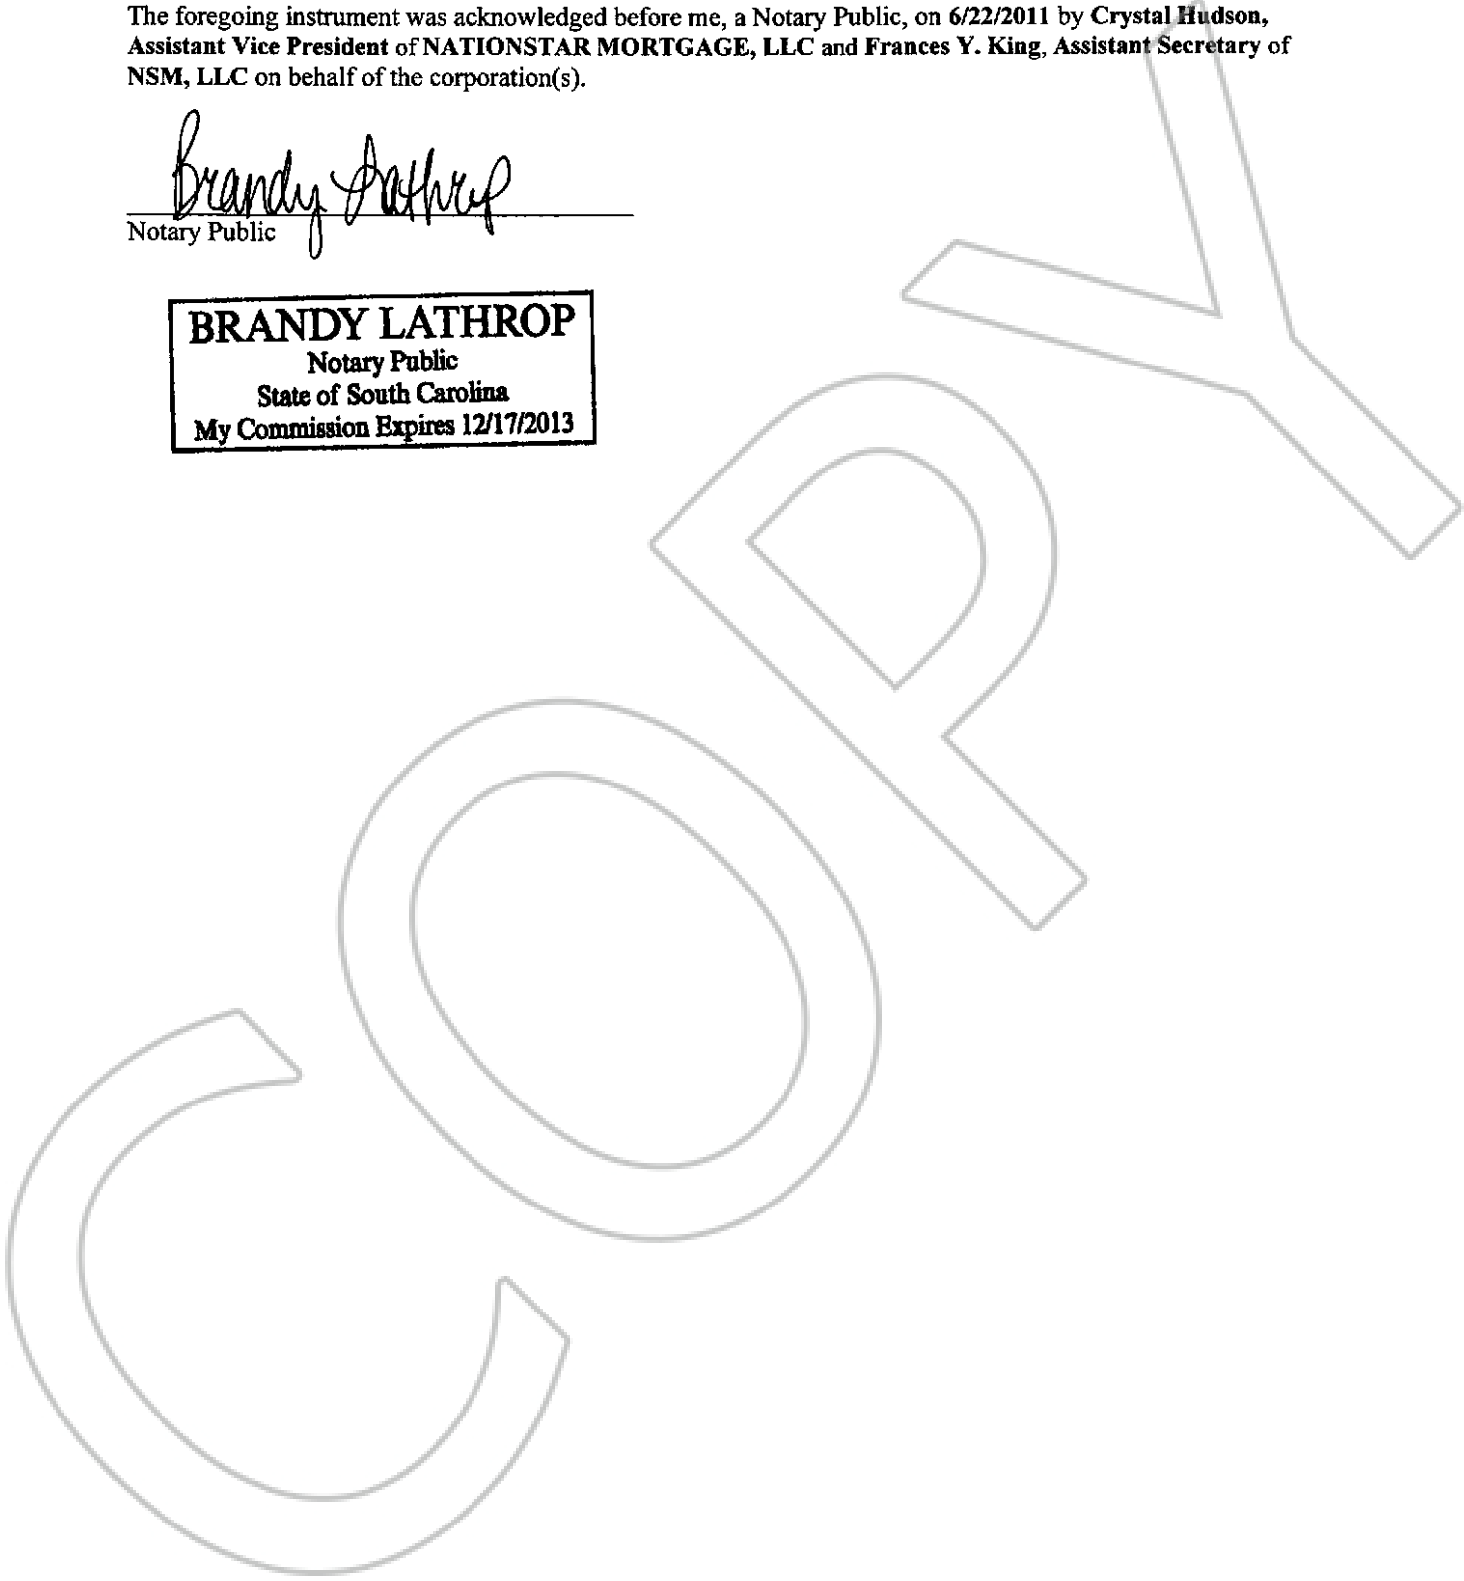 The foregoing instrument was acknowledged before me, a Notary Public, on 6/22/2011 by Crystal Hudson,
Assistant Vice President of NATIONSTAR MORTGAGE, LLC and Frances Y. King, Assistant Secretary of
NSM, LLC on behalf of the corporation(s).
Brandy Lathrop
Notary Public
BRANDY LATHROP
Notary Public
State of South Carolina
My Commission Expires 12/17/2013
COPY